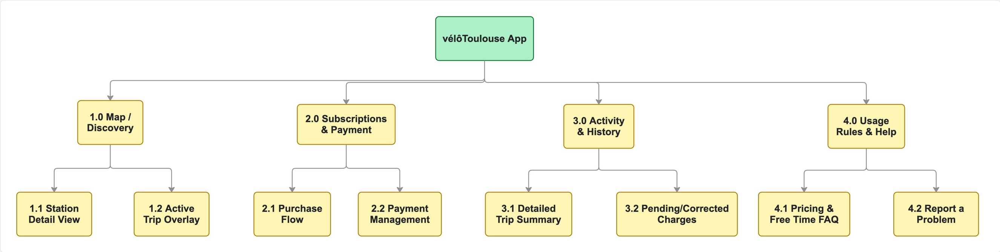 vélôToulouse App
1.0 Map /
Discovery
2.0 Subscriptions
& Payment
3.0 Activity
& History
4.0 Usage
Rules & Help
1.1 Station
Detail View
1.2 Active
Trip Overlay
2.1 Purchase
Flow
2.2 Payment
Management
3.1 Detailed
Trip Summary
3.2 Pending/Corrected
Charges
4.1 Pricing &
Free Time FAQ
4.2 Report a
Problem